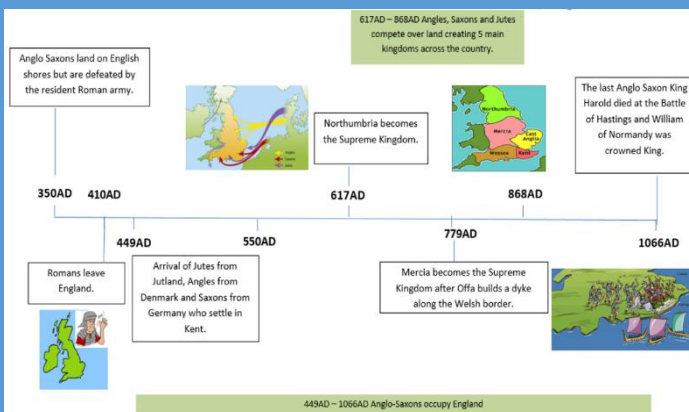 617AD – 868AD Angles, Saxons and Jutes
compete over land creating 5 main
kingdoms across the country.
Anglo Saxons land on English
shores but are defeated by
the resident Roman army.
Northumbria becomes
the Supreme Kingdom.
Northumbria
Mercia
East
Anglia
Wessex
Kent
The last Anglo Saxon King
Harold died at the Battle
of Hastings and William
of Normandy was
crowned King.
350AD
410AD
617AD
868AD
449AD
550AD
779AD
1066AD
Romans leave
England.
Arrival of Jutes from
Jutland, Angles from
Denmark and Saxons from
Germany who settle in
Kent.
Mercia becomes the Supreme
Kingdom after Offa builds a dyke
along the Welsh border.
449AD – 1066AD Anglo-Saxons occupy England